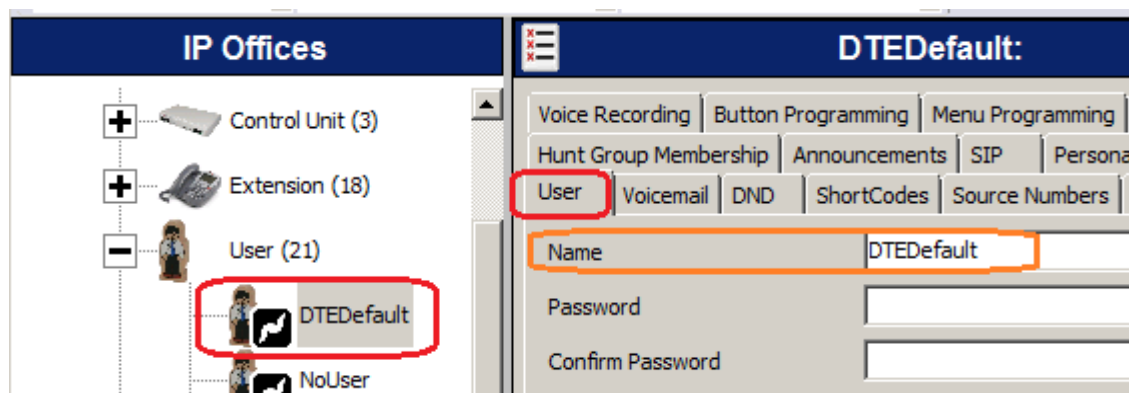 IP Offices
Control Unit (3)
Extension (18)
User (21)
DTEDefault
NoUser
DTEDefault:
Voice Recording Button Programming Menu Programming
Hunt Group Membership Announcements SIP
User Voicemail DND ShortCodes Source Numbers
Name DTEDefault
Password
Confirm Password